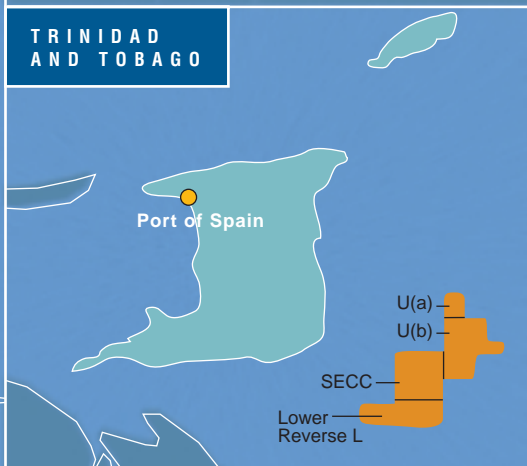 TRINIDAD
AND TOBAGO
Port of Spain
U(a)
U(b)
SECC
Lower
Reverse L